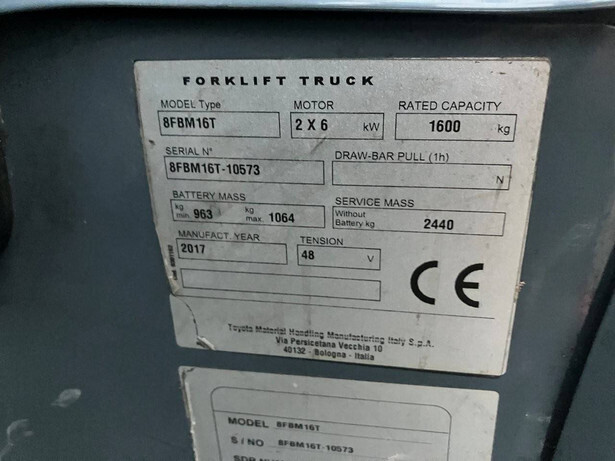 FORKLIFT TRUCK
MODEL Type MOTOR RATED CAPACITY
8FBM16T 2 X 6 kW 1600 kg
SERIAL N° DRAW-BAR PULL (1h)
8FBM16T-10573 N
BATTERY MASS SERVICE MASS
kg min. 963 kg max. 1064 Without Battery kg 2440
MANUFACT. YEAR TENSION
2017 48 V
CE
Toyota Material Handling Manufacturing Italy S.p.A.
Via Persicetana Vecchia 10
40132 - Bologna - Italia
MODEL 8FBM16T
S / NO 8FBM16T-10573